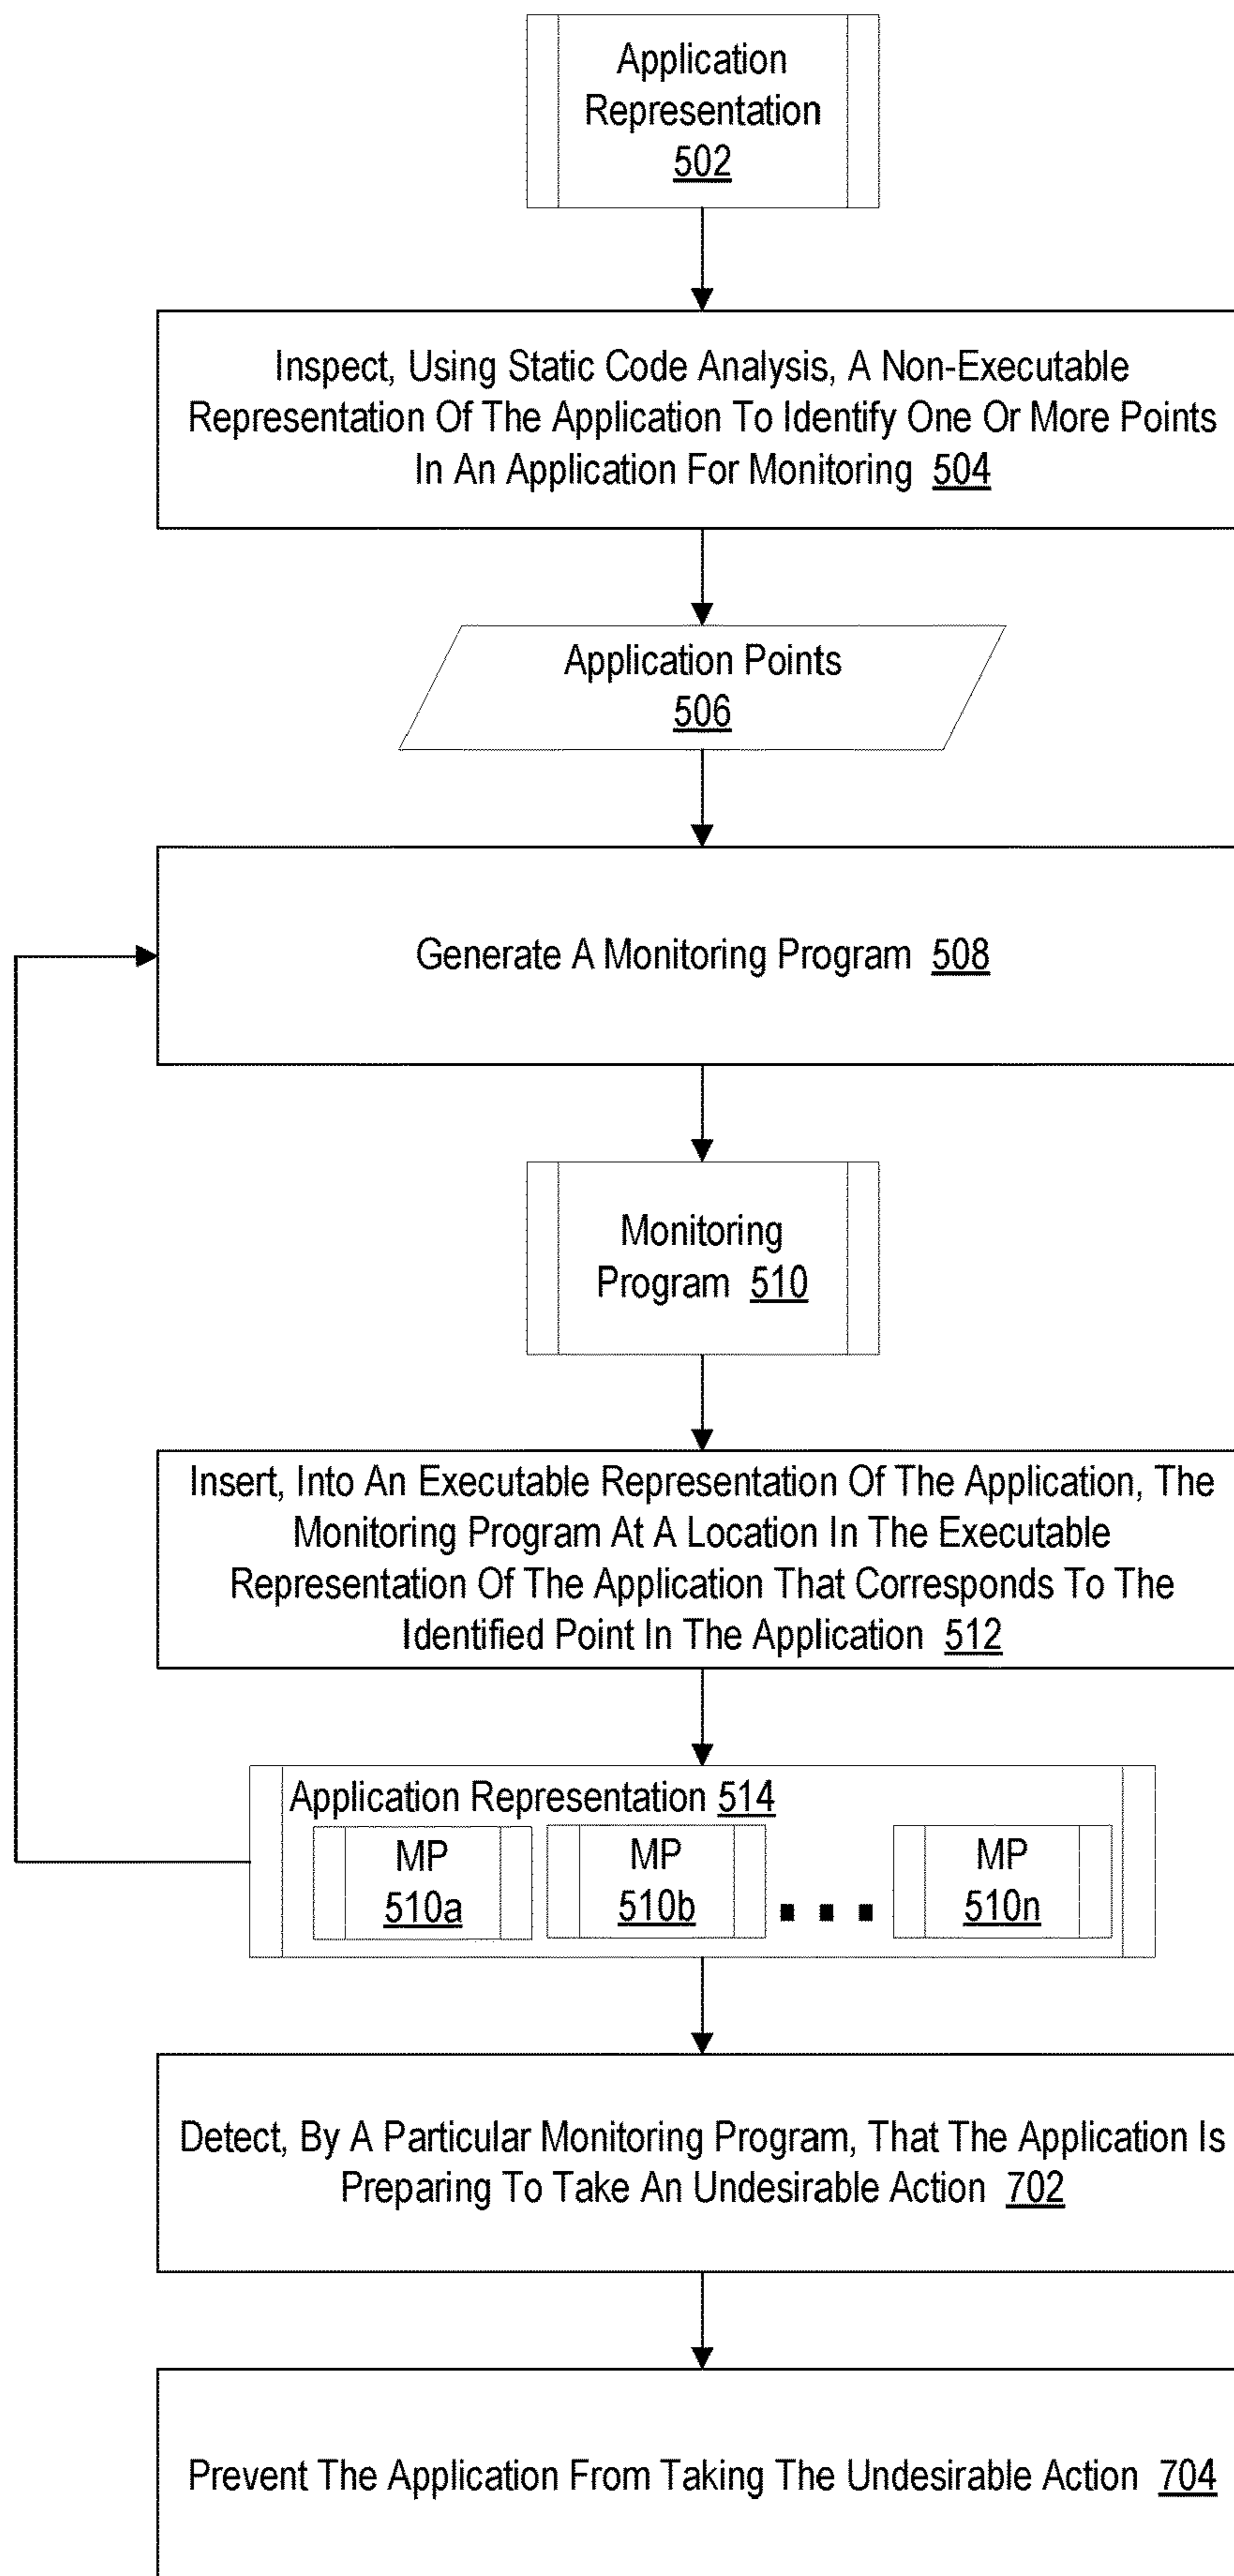 Application
Representation
502
Inspect, Using Static Code Analysis, A Non-Executable
Representation Of The Application To Identify One Or More Points
In An Application For Monitoring 504
Application Points
506
Generate A Monitoring Program 508
Monitoring
Program 510
Insert, Into An Executable Representation Of The Application, The
Monitoring Program At A Location In The Executable
Representation Of The Application That Corresponds To The
Identified Point In The Application 512
Application Representation 514
MP
510a
MP
510b
MP
510n
Detect, By A Particular Monitoring Program, That The Application Is
Preparing To Take An Undesirable Action 702
Prevent The Application From Taking The Undesirable Action 704